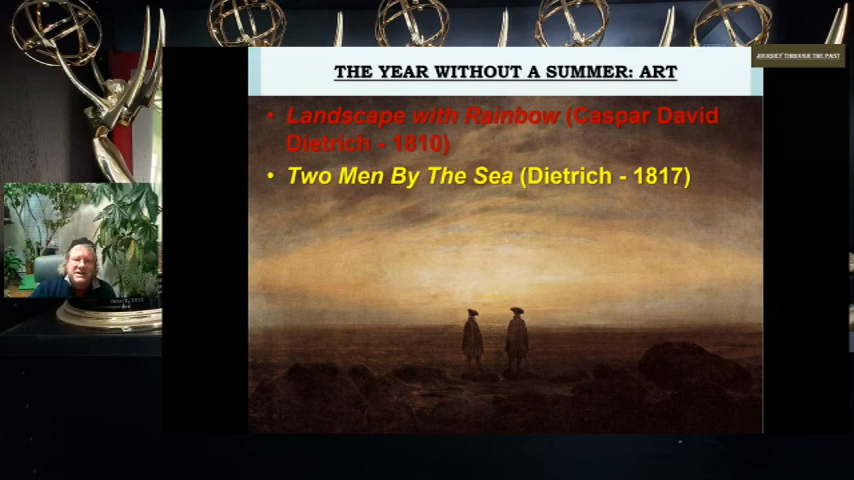 THE YEAR WITHOUT A SUMMER: ART
JOURNEY THROUGH THE PAST
• Landscape with Rainbow (Caspar David
Dietrich - 1810)
• Two Men By The Sea (Dietrich - 1817)